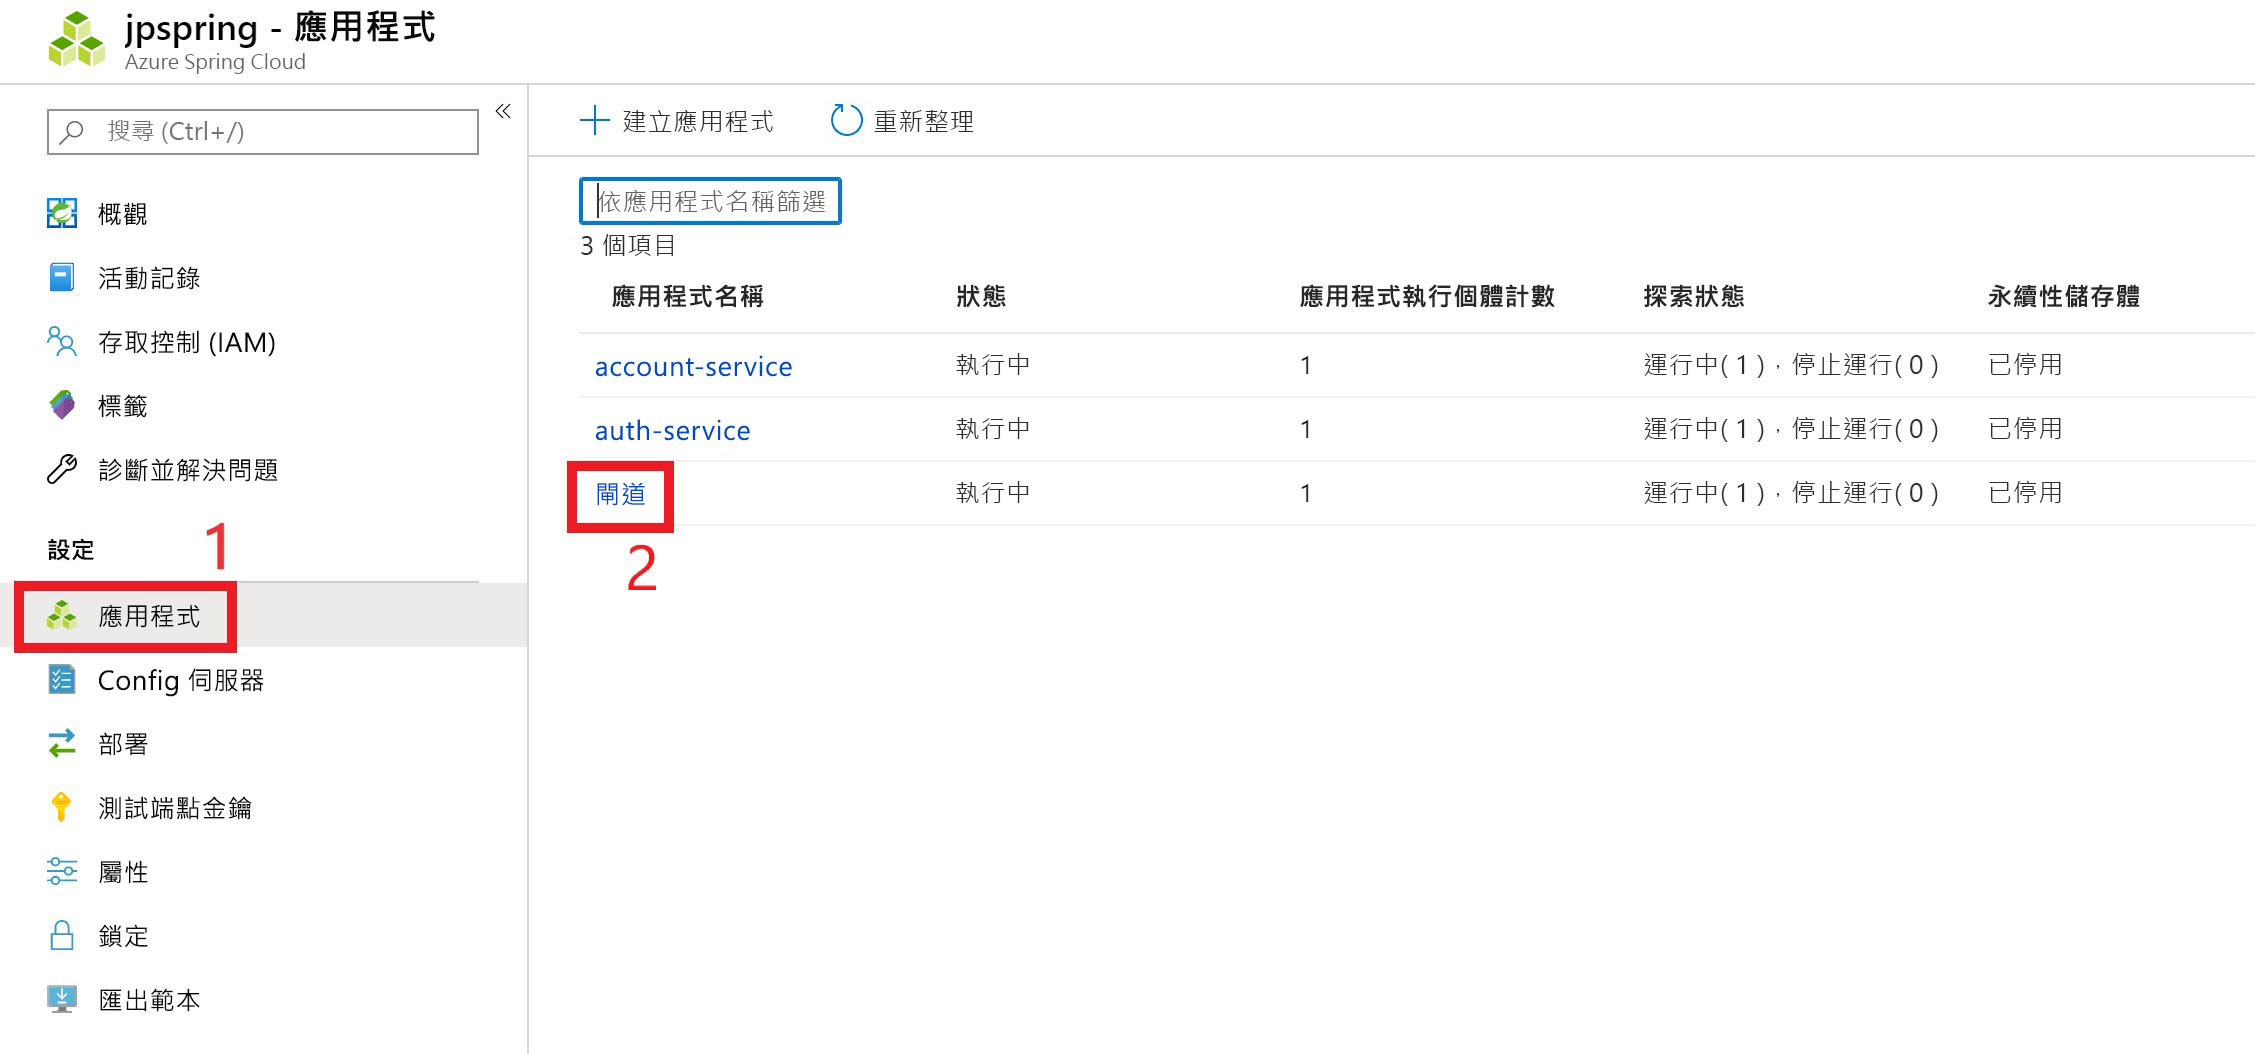 jpspring - 應用程式
Azure Spring Cloud
搜尋 (Ctrl+/)
概觀
活動記錄
存取控制 (IAM)
標籤
診斷並解決問題
設定
1
應用程式
Config 伺服器
部署
測試端點金鑰
屬性
鎖定
匯出範本
建立應用程式 重新整理
依應用程式名稱篩選
3 個項目
應用程式名稱 狀態 應用程式執行個體計數 探索狀態 永續性儲存體
account-service 執行中 1 運行中( 1 ) , 停止運行( 0 ) 已停用
auth-service 執行中 1 運行中( 1 ) , 停止運行( 0 ) 已停用
閘道 執行中 1 運行中( 1 ) , 停止運行( 0 ) 已停用
2